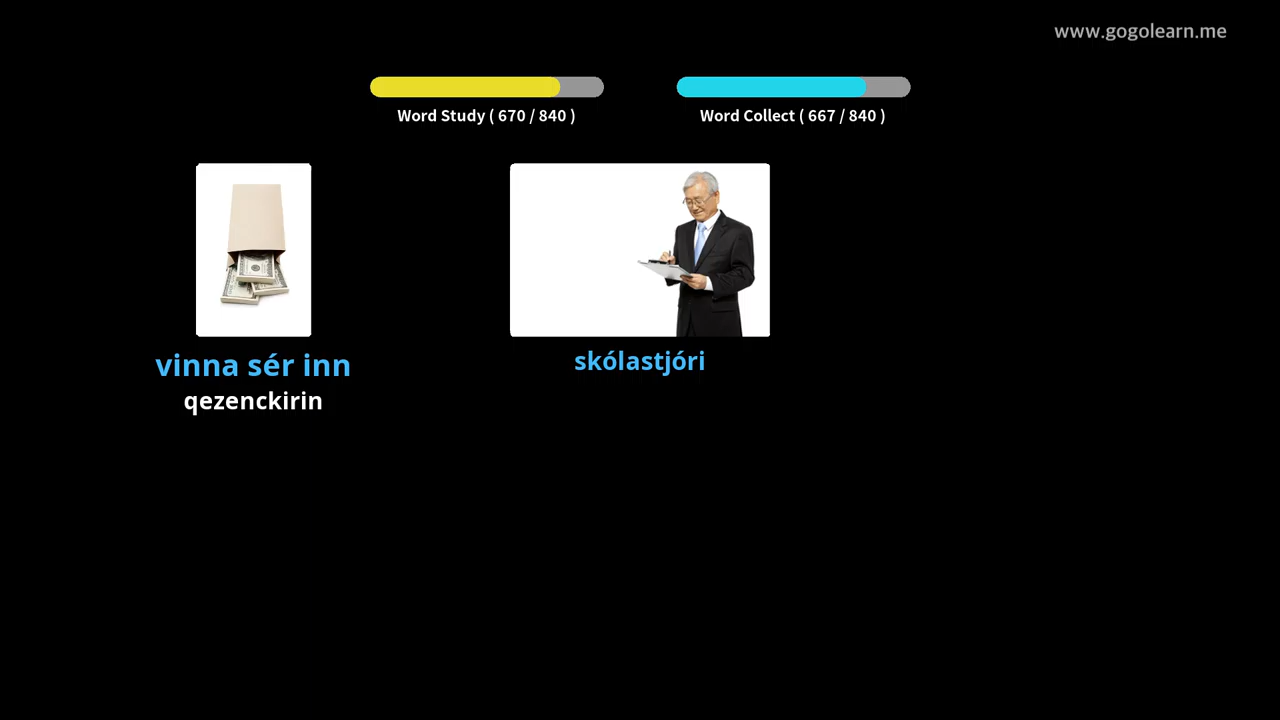 www.gogolearn.me
Word Study ( 670 / 840 )
Word Collect ( 667 / 840 )
vinna sér inn
qezenckirin
skólastjóri